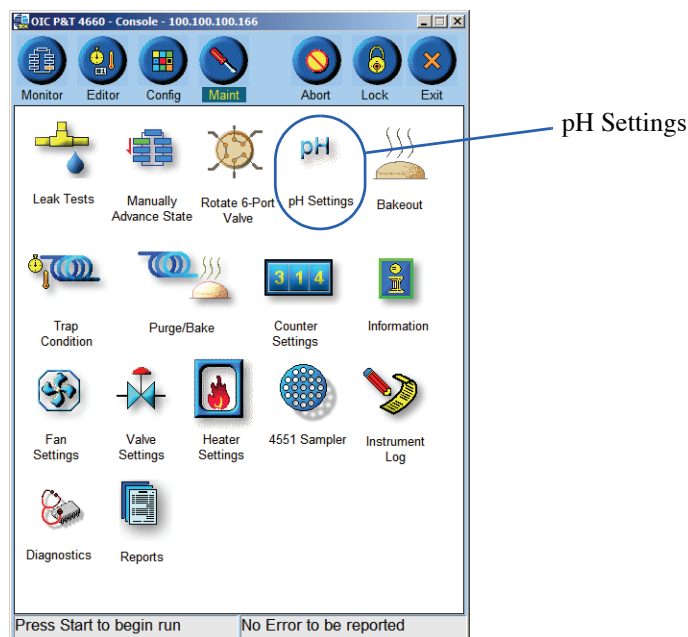 OIC P&T 4660 - Console - 100.100.100.166
Monitor Editor Config Maint Abort Lock Exit
pH Settings
pH
Leak Tests Manually Advance State Rotate 6-Port Valve pH Settings Bakeout
3 1 4
Trap Condition Purge/Bake Counter Settings Information
Fan Settings Valve Settings Heater Settings 4551 Sampler Instrument Log
Diagnostics Reports
Press Start to begin run No Error to be reported